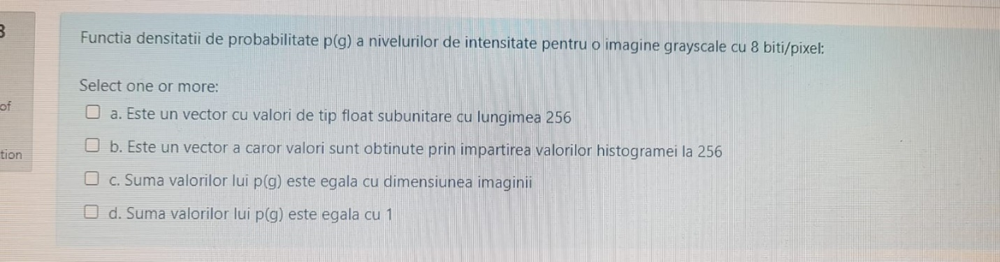 3
Functia densitatii de probabilitate p(g) a nivelurilor de intensitate pentru o imagine grayscale cu 8 biti/pixel:
Select one or more:
of
a. Este un vector cu valori de tip float subunitare cu lungimea 256
b. Este un vector a caror valori sunt obtinute prin impartirea valorilor histogramei la 256
tion
c. Suma valorilor lui p(g) este egala cu dimensiunea imaginii
d. Suma valorilor lui p(g) este egala cu 1